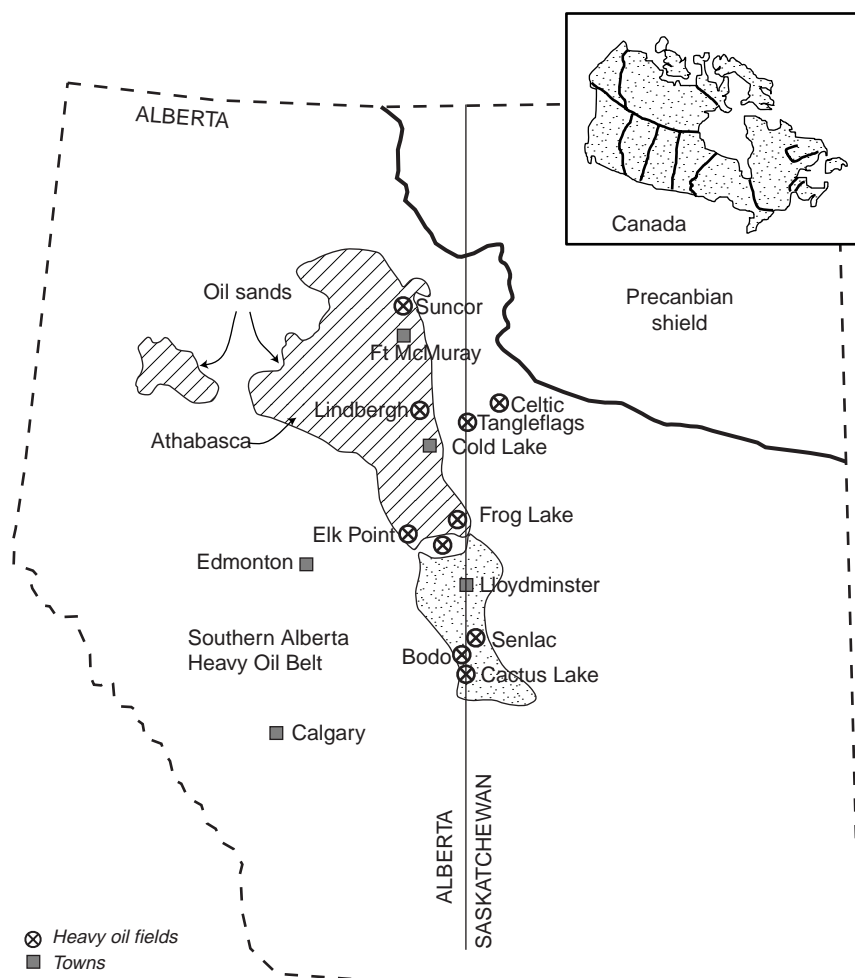 ALBERTA
Canada
Oil sands
Suncor
Precanbian
shield
Ft McMuray
Lindbergh
Celtic
Tangleflags
Athabasca
Cold Lake
Frog Lake
Elk Point
Edmonton
Lloydminster
Southern Alberta
Heavy Oil Belt
Senlac
Bodo
Cactus Lake
Calgary
ALBERTA
SASKATCHEWAN
Heavy oil fields
Towns